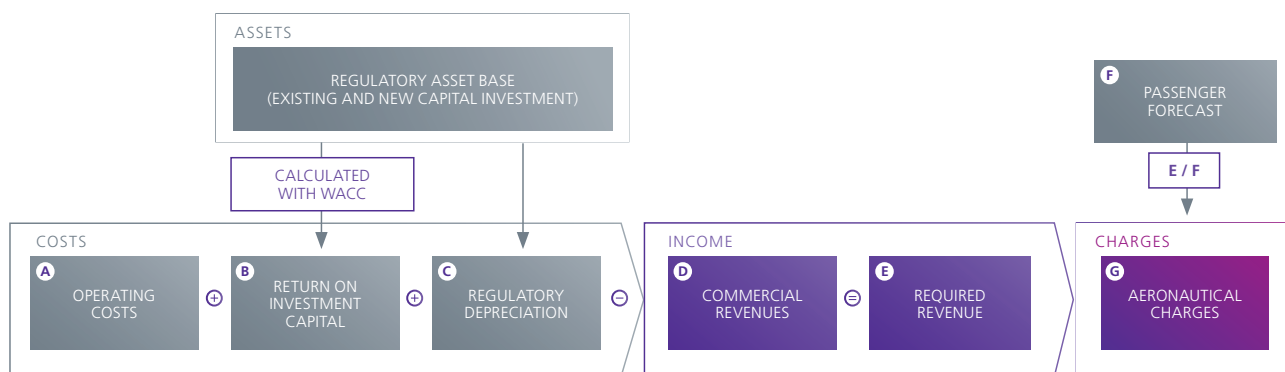 ASSETS
REGULATORY ASSET BASE
(EXISTING AND NEW CAPITAL INVESTMENT)
F
PASSENGER
FORECAST
CALCULATED
WITH WACC
E / F
COSTS
A
OPERATING
COSTS
+
B
RETURN ON
INVESTMENT
CAPITAL
+
C
REGULATORY
DEPRECIATION
−
INCOME
D
COMMERCIAL
REVENUES
=
E
REQUIRED
REVENUE
CHARGES
G
AERONAUTICAL
CHARGES